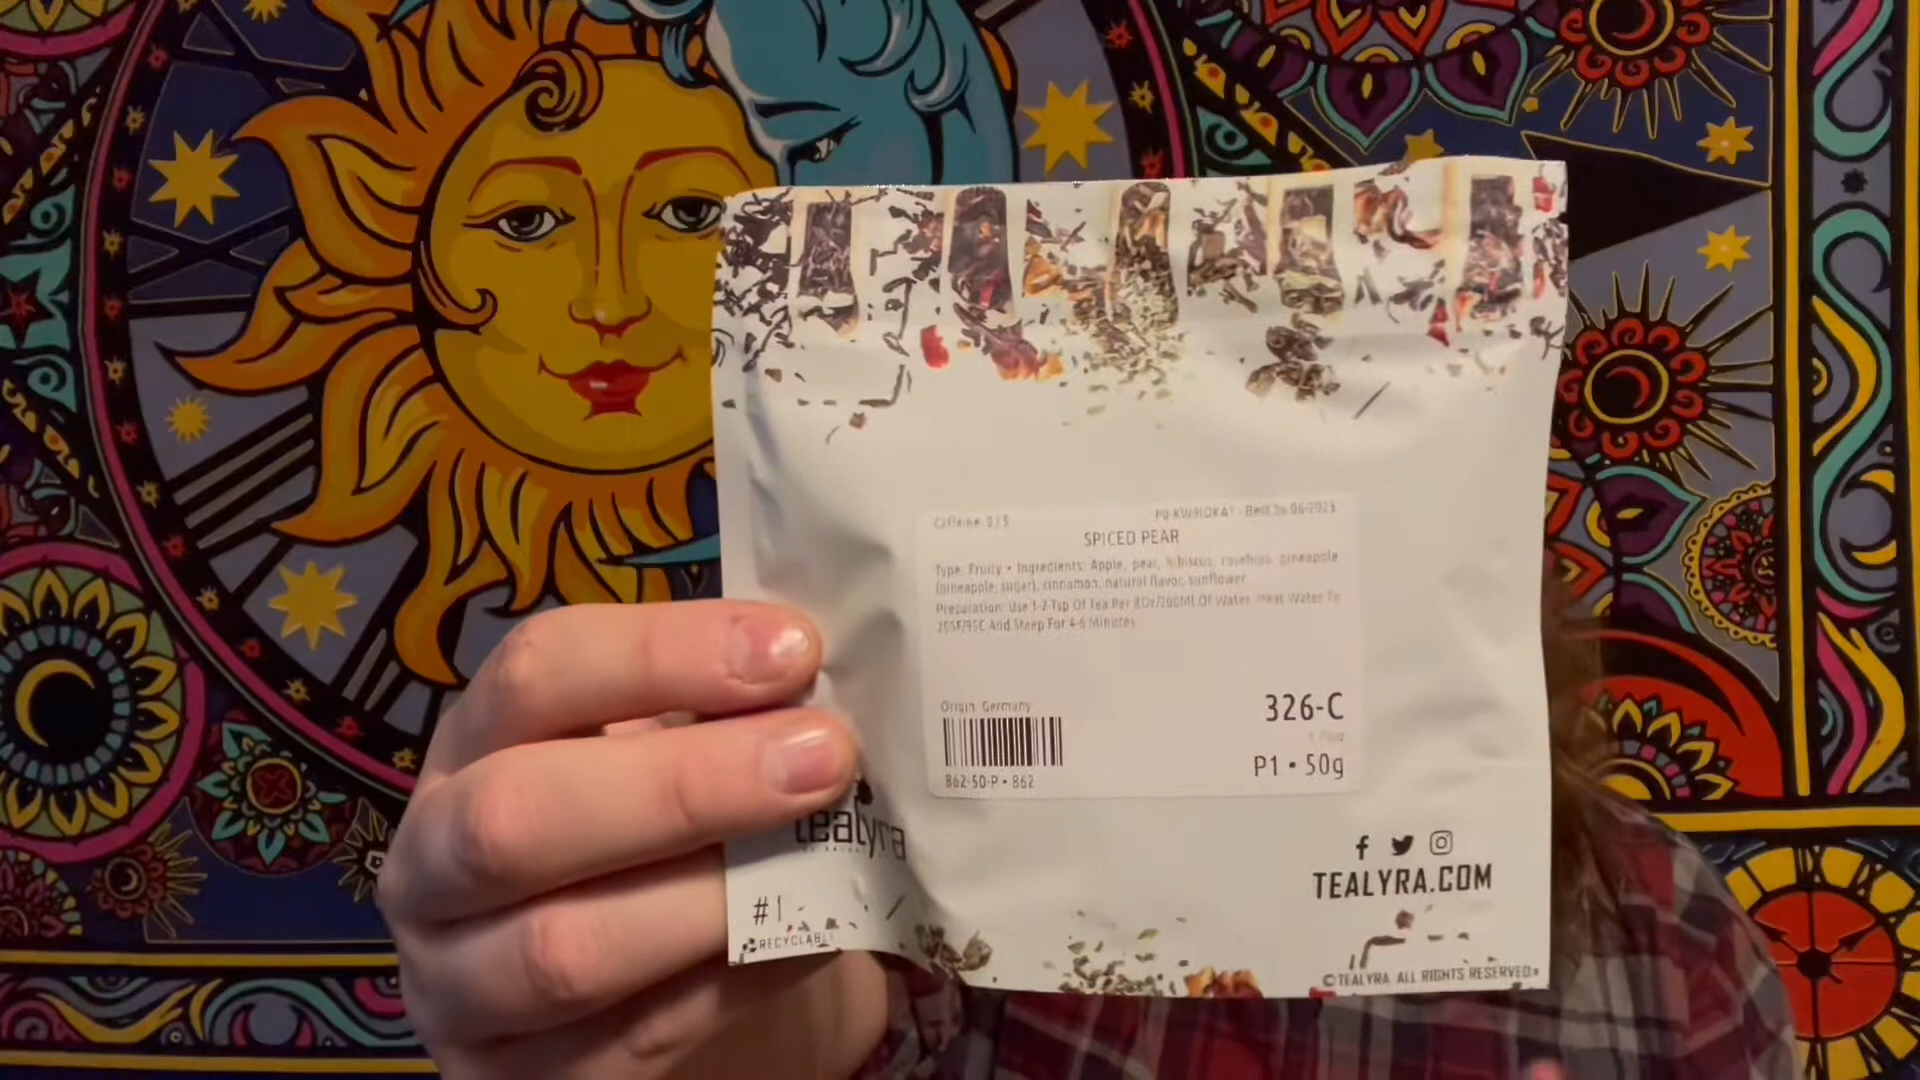 Caffeine: 0/5
Best by 06-2023
SPICED PEAR
Type: Fruity • Ingredients: Apple, pear, hibiscus, rosehips, pineapple
(pineapple, sugar), cinnamon, natural flavor, sunflower
Preparation: Use 1-2 Tsp Of Tea Per 8Oz/200Ml Of Water. Heat Water To
205F/95C And Steep For 4-6 Minutes
Origin: Germany
326-C
862-50-P • 862
P1 • 50g
tealyra
TEALYRA.COM
#1
RECYCLABLE
©TEALYRA ALL RIGHTS RESERVED